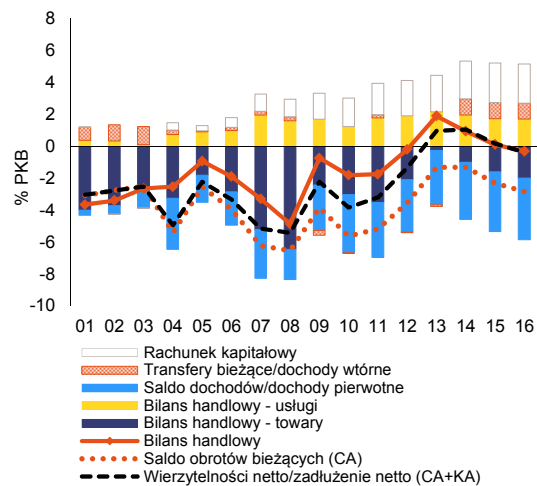 8
6
4
2
0
-2
-4
-6
-8
-10
% PKB
01 02 03 04 05 06 07 08 09 10 11 12 13 14 15 16
Rachunek kapitałowy
Transfery bieżące/dochody wtórne
Saldo dochodów/dochody pierwotne
Bilans handlowy - usługi
Bilans handlowy - towary
Bilans handlowy
Saldo obrotów bieżących (CA)
Wierzytelności netto/zadłużenie netto (CA+KA)